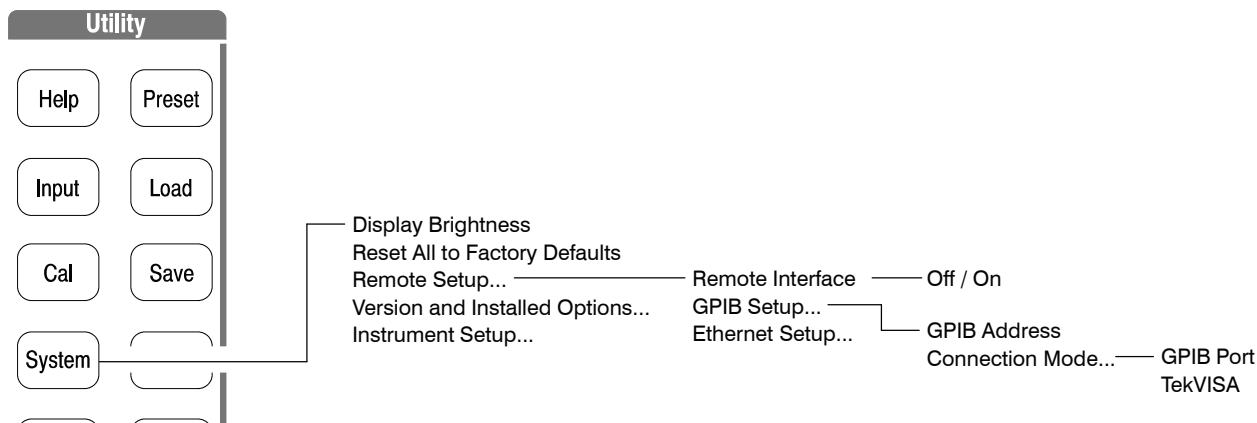 Utility
Help Preset
Input Load
Cal Save
System
Display Brightness
Reset All to Factory Defaults
Remote Setup...
Version and Installed Options...
Instrument Setup...
Remote Interface
GPIB Setup...
Ethernet Setup...
Off / On
GPIB Address
Connection Mode...
GPIB Port
TekVISA